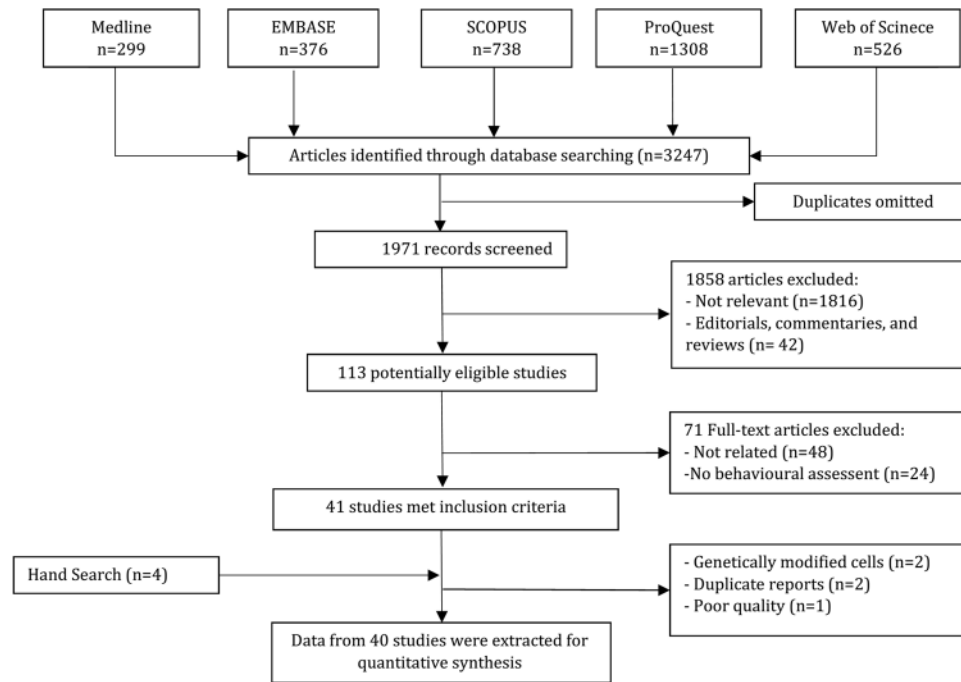 Medline
n=299
EMBASE
n=376
SCOPUS
n=738
ProQuest
n=1308
Web of Scinece
n=526
Articles identified through database searching (n=3247)
Duplicates omitted
1971 records screened
1858 articles excluded:
- Not relevant (n=1816)
- Editorials, commentaries, and
reviews (n= 42)
113 potentially eligible studies
71 Full-text articles excluded:
- Not related (n=48)
-No behavioural assessent (n=24)
41 studies met inclusion criteria
Hand Search (n=4)
- Genetically modified cells (n=2)
- Duplicate reports (n=2)
- Poor quality (n=1)
Data from 40 studies were extracted for
quantitative synthesis